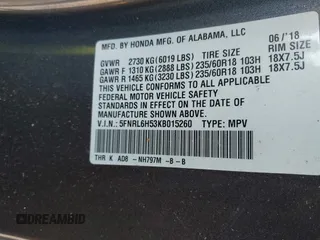 MFD. BY HONDA MFG. OF ALABAMA, LLC 06/'18
GVWR 2730 KG (6019 LBS) TIRE SIZE RIM SIZE
GAWR F 1310 KG (2888 LBS) 235/60R18 103H 18X7.5J
GAWR R 1465 KG (3230 LBS) 235/60R18 103H 18X7.5J
THIS VEHICLE CONFORMS TO ALL APPLICABLE
FEDERAL MOTOR VEHICLE SAFETY STANDARDS
IN EFFECT ON THE DATE OF
MANUFACTURE SHOWN ABOVE.
V.I.N: 5FNRL6H53KB015260 TYPE: MPV
THR K A08 - NH797M -B -B
© DREAMBID